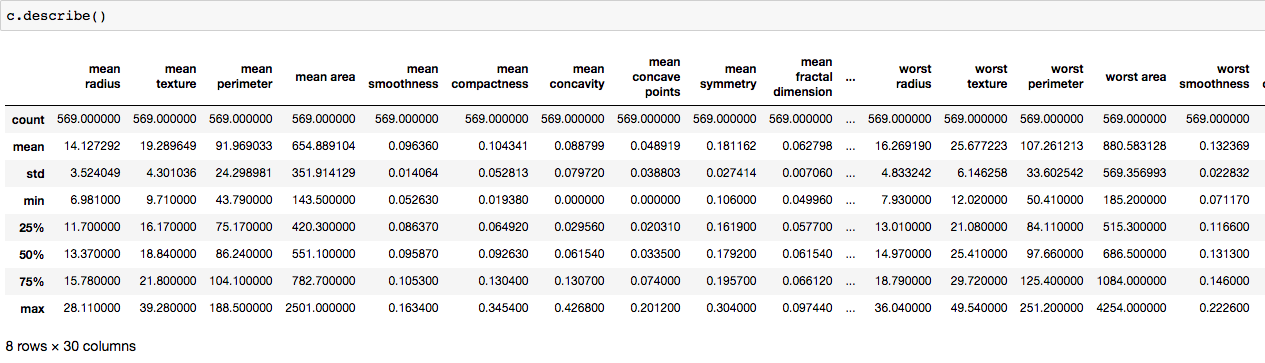 c.describe()
mean radius mean texture mean perimeter mean area mean smoothness mean compactness mean concavity mean concave points mean symmetry mean fractal dimension ... worst radius worst texture worst perimeter worst area worst smoothness
count 569.000000 569.000000 569.000000 569.000000 569.000000 569.000000 569.000000 569.000000 569.000000 569.000000 ... 569.000000 569.000000 569.000000 569.000000 569.000000
mean 14.127292 19.289649 91.969033 654.889104 0.096360 0.104341 0.088799 0.048919 0.181162 0.062798 ... 16.269190 25.677223 107.261213 880.583128 0.132369
std 3.524049 4.301036 24.298981 351.914129 0.014064 0.052813 0.079720 0.038803 0.027414 0.007060 ... 4.833242 6.146258 33.602542 569.356993 0.022832
min 6.981000 9.710000 43.790000 143.500000 0.052630 0.019380 0.000000 0.000000 0.106000 0.049960 ... 7.930000 12.020000 50.410000 185.200000 0.071170
25% 11.700000 16.170000 75.170000 420.300000 0.086370 0.064920 0.029560 0.020310 0.161900 0.057700 ... 13.010000 21.080000 84.110000 515.300000 0.116600
50% 13.370000 18.840000 86.240000 551.100000 0.095870 0.092630 0.061540 0.033500 0.179200 0.061540 ... 14.970000 25.410000 97.660000 686.500000 0.131300
75% 15.780000 21.800000 104.100000 782.700000 0.105300 0.130400 0.130700 0.074000 0.195700 0.066120 ... 18.790000 29.720000 125.400000 1084.000000 0.146000
max 28.110000 39.280000 188.500000 2501.000000 0.163400 0.345400 0.426800 0.201200 0.304000 0.097440 ... 36.040000 49.540000 251.200000 4254.000000 0.222600
8 rows × 30 columns